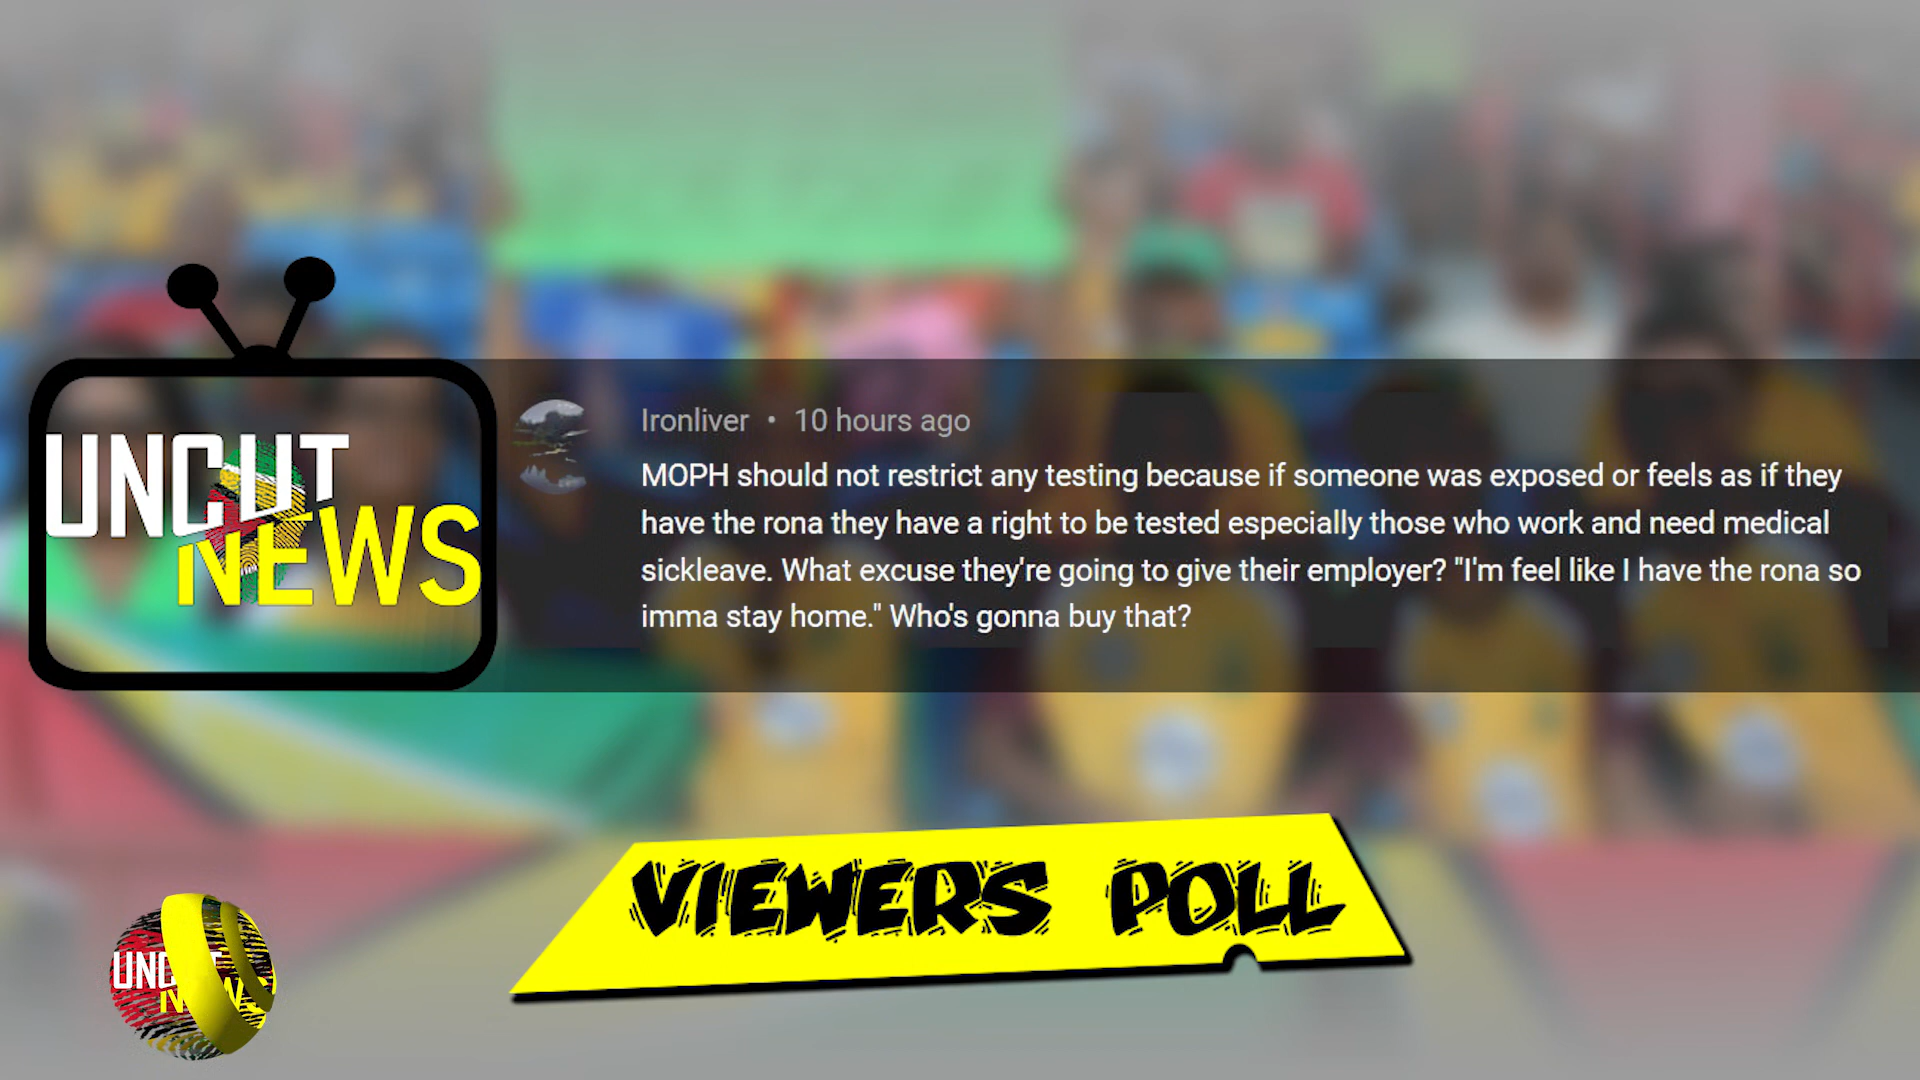 UNCUT
NEWS
Ironliver • 10 hours ago
MOPH should not restrict any testing because if someone was exposed or feels as if they
have the rona they have a right to be tested especially those who work and need medical
sickleave. What excuse they're going to give their employer? "I'm feel like I have the rona so
imma stay home." Who's gonna buy that?
VIEWERS POLL